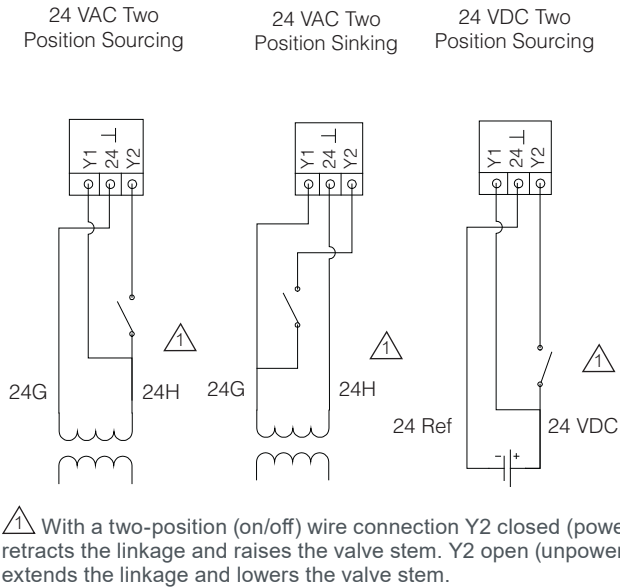 24 VAC Two
Position Sourcing
24 VAC Two
Position Sinking
24 VDC Two
Position Sourcing
Y1
24 ⊥
Y2
Y1
24 ⊥
Y2
Y1
24 ⊥
Y2
1
1
1
24G
24H
24G
24H
24 Ref
24 VDC
- +
1 With a two-position (on/off) wire connection Y2 closed (powe
retracts the linkage and raises the valve stem. Y2 open (unpower
extends the linkage and lowers the valve stem.